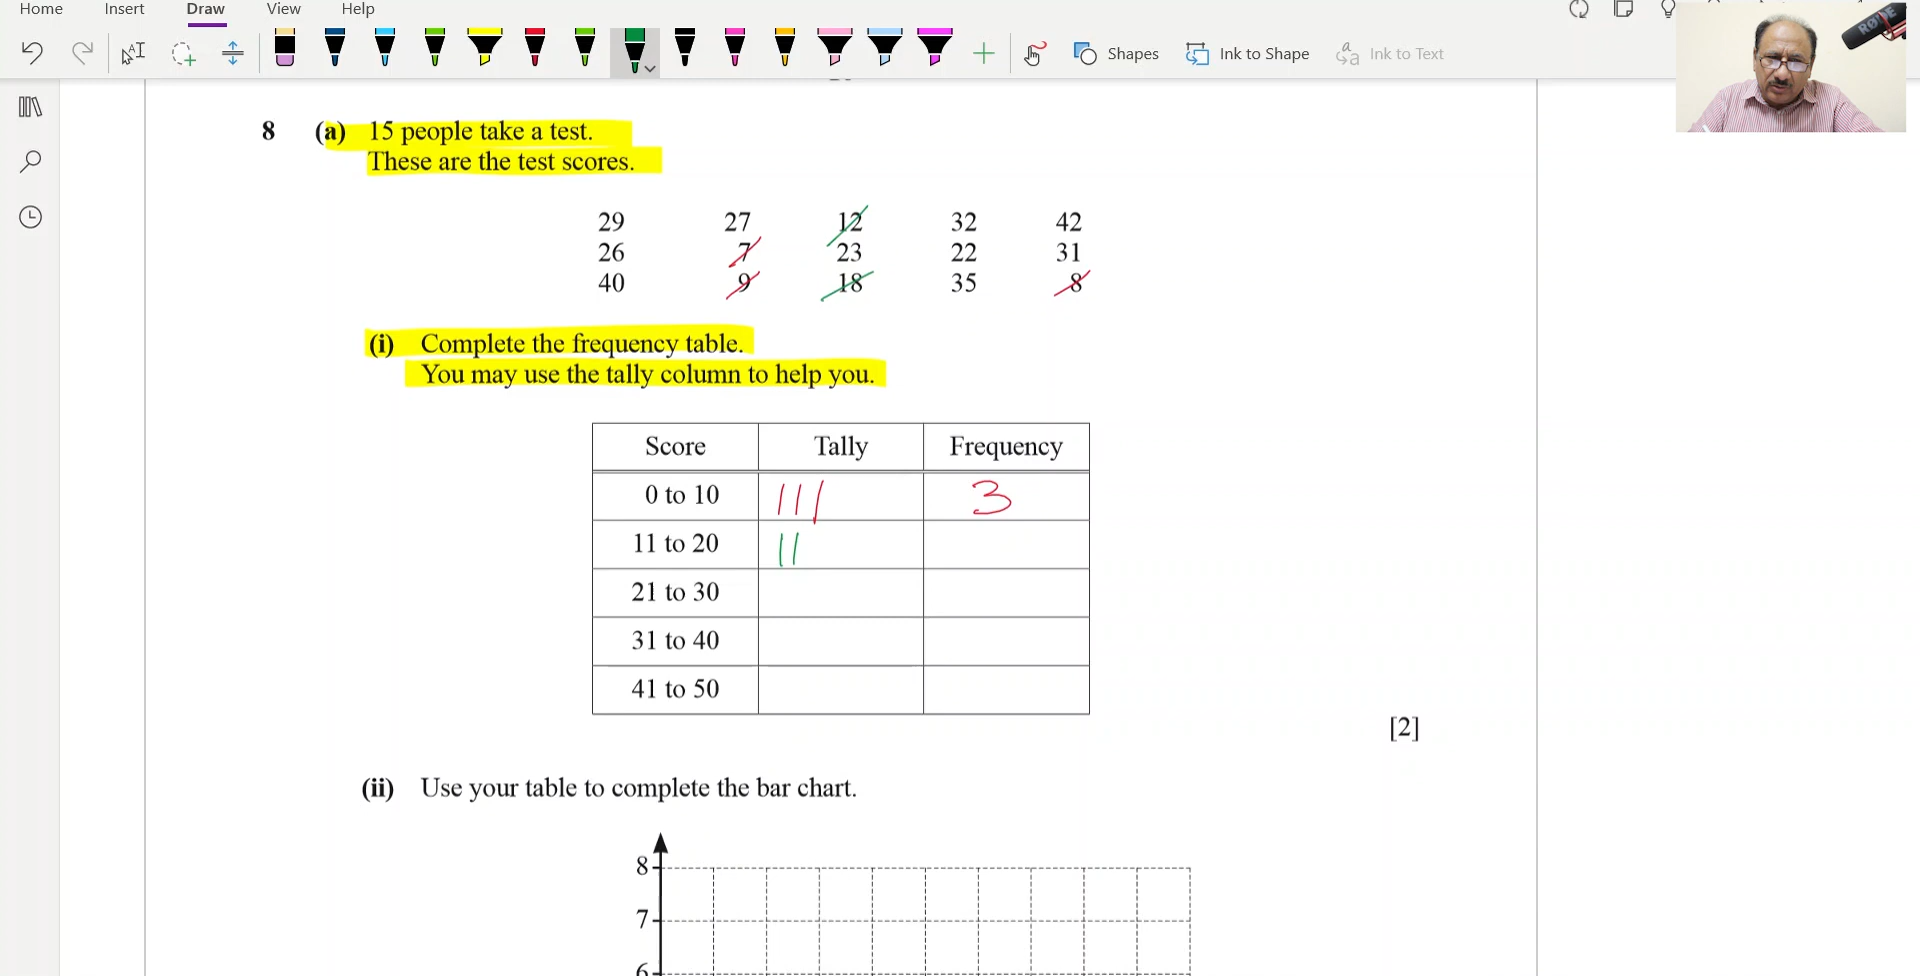 Home Insert Draw View Help
Shapes Ink to Shape Ink to Text
RØDE
8 (a) 15 people take a test.
These are the test scores.
29 27 12 32 42
26 7 23 22 31
40 9 18 35 8
(i) Complete the frequency table.
You may use the tally column to help you.
Score Tally Frequency
0 to 10 ||| 3
11 to 20 ||
21 to 30
31 to 40
41 to 50
[2]
(ii) Use your table to complete the bar chart.
8
7
6